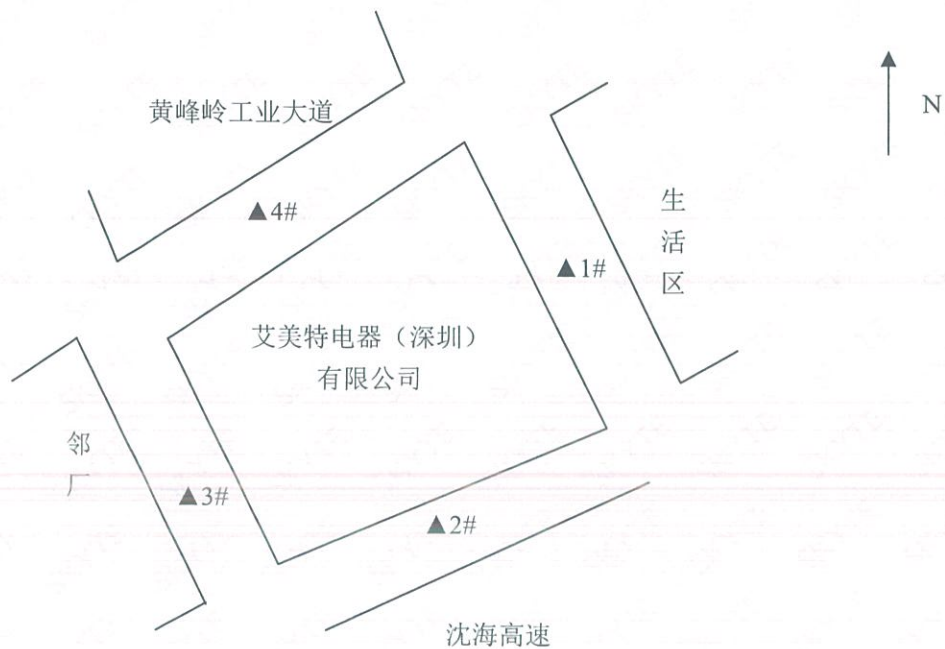 黄峰岭工业大道
N
▲4#
生
活
区
▲1#
艾美特电器（深圳）
有限公司
邻
厂
▲3#
▲2#
沈海高速